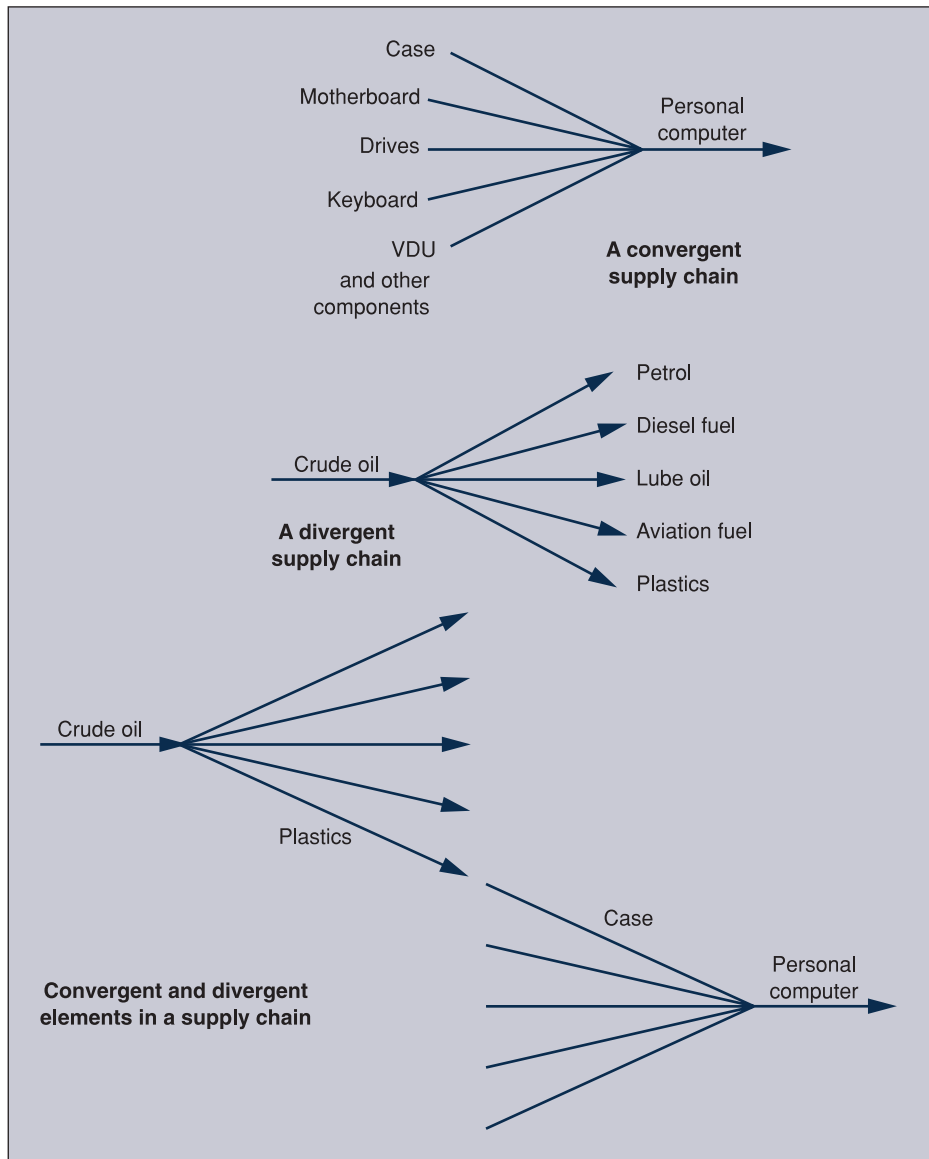 Case
Motherboard
Drives
Keyboard
VDU
and other
components
Personal
computer
A convergent
supply chain
Crude oil
Petrol
Diesel fuel
Lube oil
Aviation fuel
Plastics
A divergent
supply chain
Crude oil
Plastics
Case
Personal
computer
Convergent and divergent
elements in a supply chain